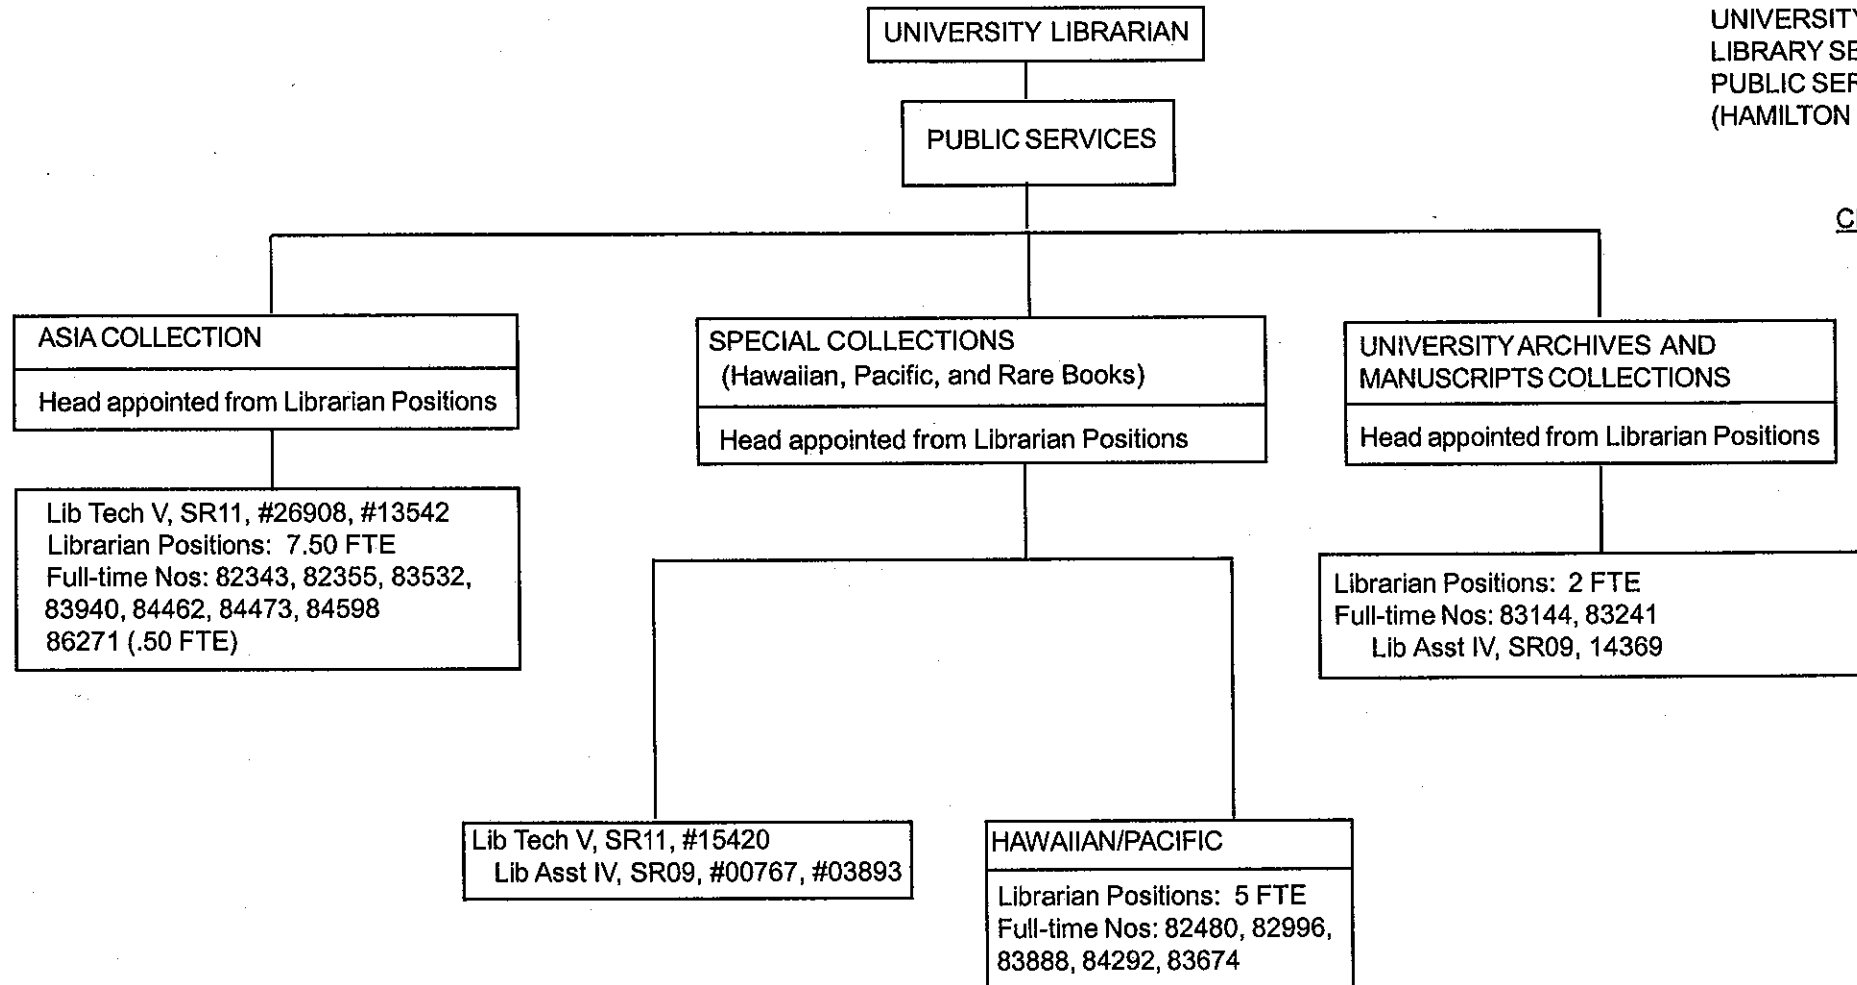 UNIVERSITY LIBRARIAN
UNIVERSITY
LIBRARY
PUBLIC
(HAMILTON
PUBLIC SERVICES
ASIA COLLECTION
Head appointed from Librarian Positions
Lib Tech V, SR11, #26908, #13542
Librarian Positions: 7.50 FTE
Full-time Nos: 82343, 82355, 83532,
83940, 84462, 84473, 84598
86271 (.50 FTE)
SPECIAL COLLECTIONS
(Hawaiian, Pacific, and Rare Books)
Head appointed from Librarian Positions
Lib Tech V, SR11, #15420
Lib Asst IV, SR09, #00767, #03893
HAWAIIAN/PACIFIC
Librarian Positions: 5 FTE
Full-time Nos: 82480, 82996,
83888, 84292, 83674
UNIVERSITY ARCHIVES AND
MANUSCRIPTS COLLECTIONS
Head appointed from Librarian Positions
Librarian Positions: 2 FTE
Full-time Nos: 83144, 83241
Lib Asst IV, SR09, 14369